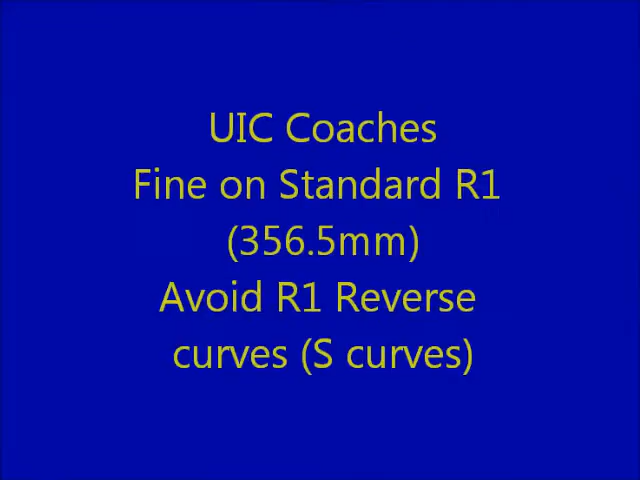 UIC Coaches
Fine on Standard R1
(356.5mm)
Avoid R1 Reverse
curves (S curves)